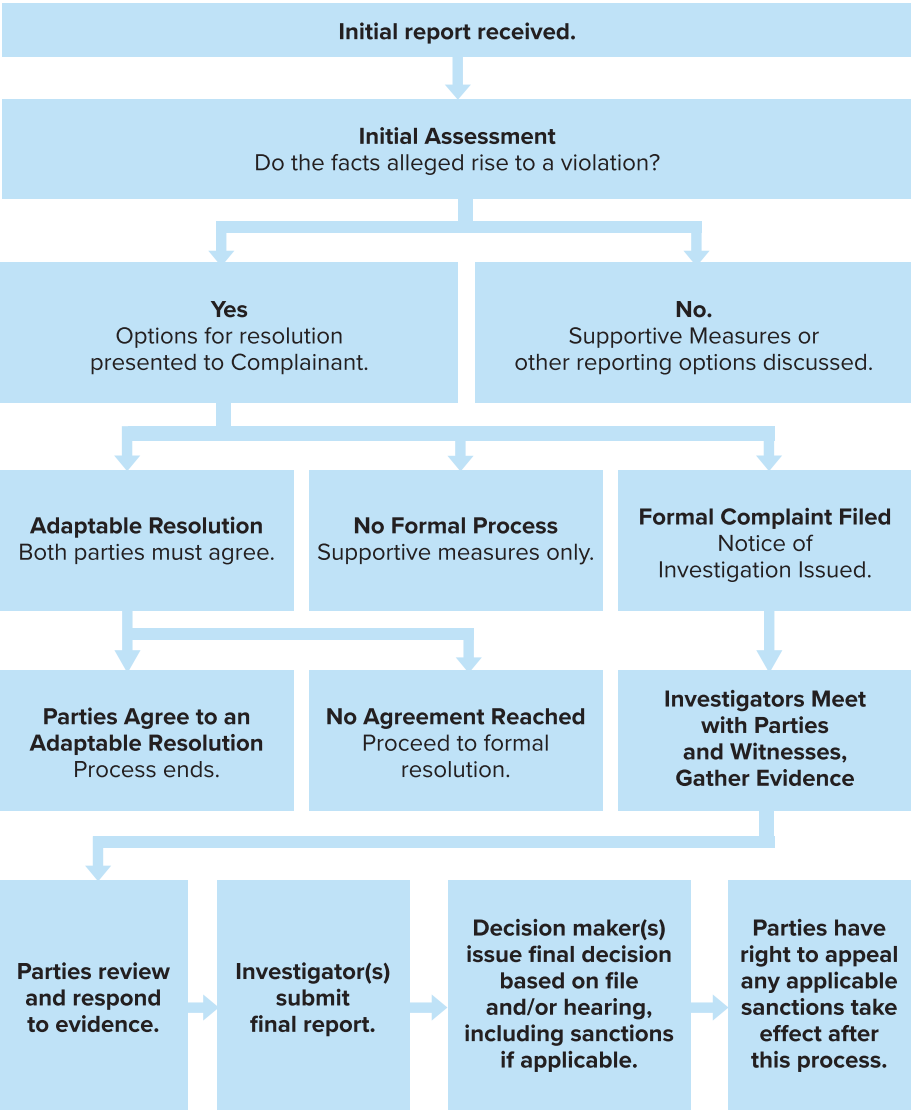 Initial report received.
Initial Assessment
Do the facts alleged rise to a violation?
Yes
Options for resolution
presented to Complainant.
No.
Supportive Measures or
other reporting options discussed.
Adaptable Resolution
Both parties must agree.
No Formal Process
Supportive measures only.
Formal Complaint Filed
Notice of
Investigation Issued.
Parties Agree to an
Adaptable Resolution
Process ends.
No Agreement Reached
Proceed to formal
resolution.
Investigators Meet
with Parties
and Witnesses,
Gather Evidence
Parties review
and respond
to evidence.
Investigator(s)
submit
final report.
Decision maker(s)
issue final decision
based on file
and/or hearing,
including sanctions
if applicable.
Parties have
right to appeal
any applicable
sanctions take
effect after
this process.